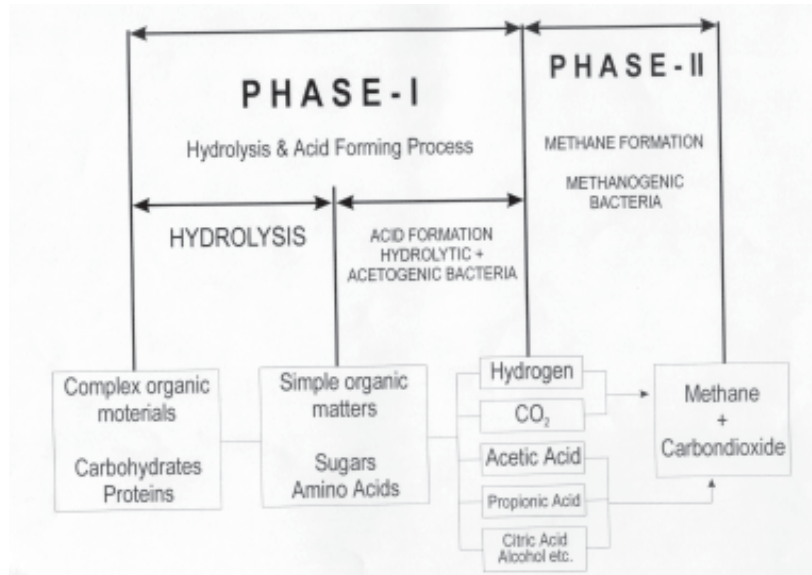 PHASE-I
Hydrolysis & Acid Forming Process
PHASE-II
METHANE FORMATION
METHANOGENIC
BACTERIA
HYDROLYSIS
ACID FORMATION
HYDROLYTIC +
ACETOGENIC BACTERIA
Complex organic
moterials
Carbohydrates
Proteins
Simple organic
matters
Sugars
Amino Acids
Hydrogen
CO₂
Acetic Acid
Propionic Acid
Citric Acid
Alcohol etc.
Methane
+
Carbondioxide